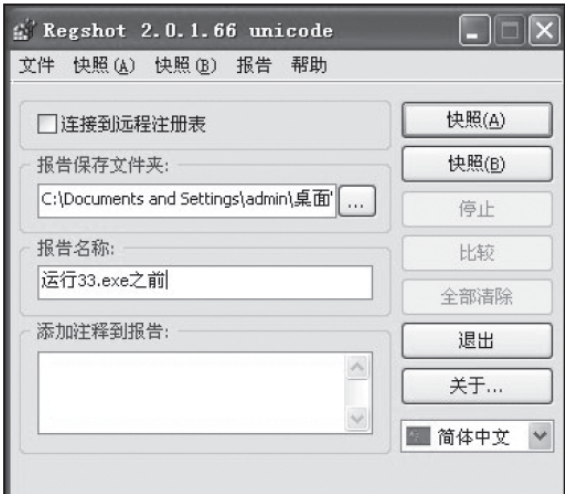 Regshot 2.0.1.66 unicode
文件 快照(A) 快照(B) 报告 帮助
连接到远程注册表
快照(A)
报告保存文件夹:
快照(B)
C:\Documents and Settings\admin\桌面
...
停止
报告名称:
比较
运行33.exe之前
全部清除
添加注释到报告:
退出
关于...
简体中文